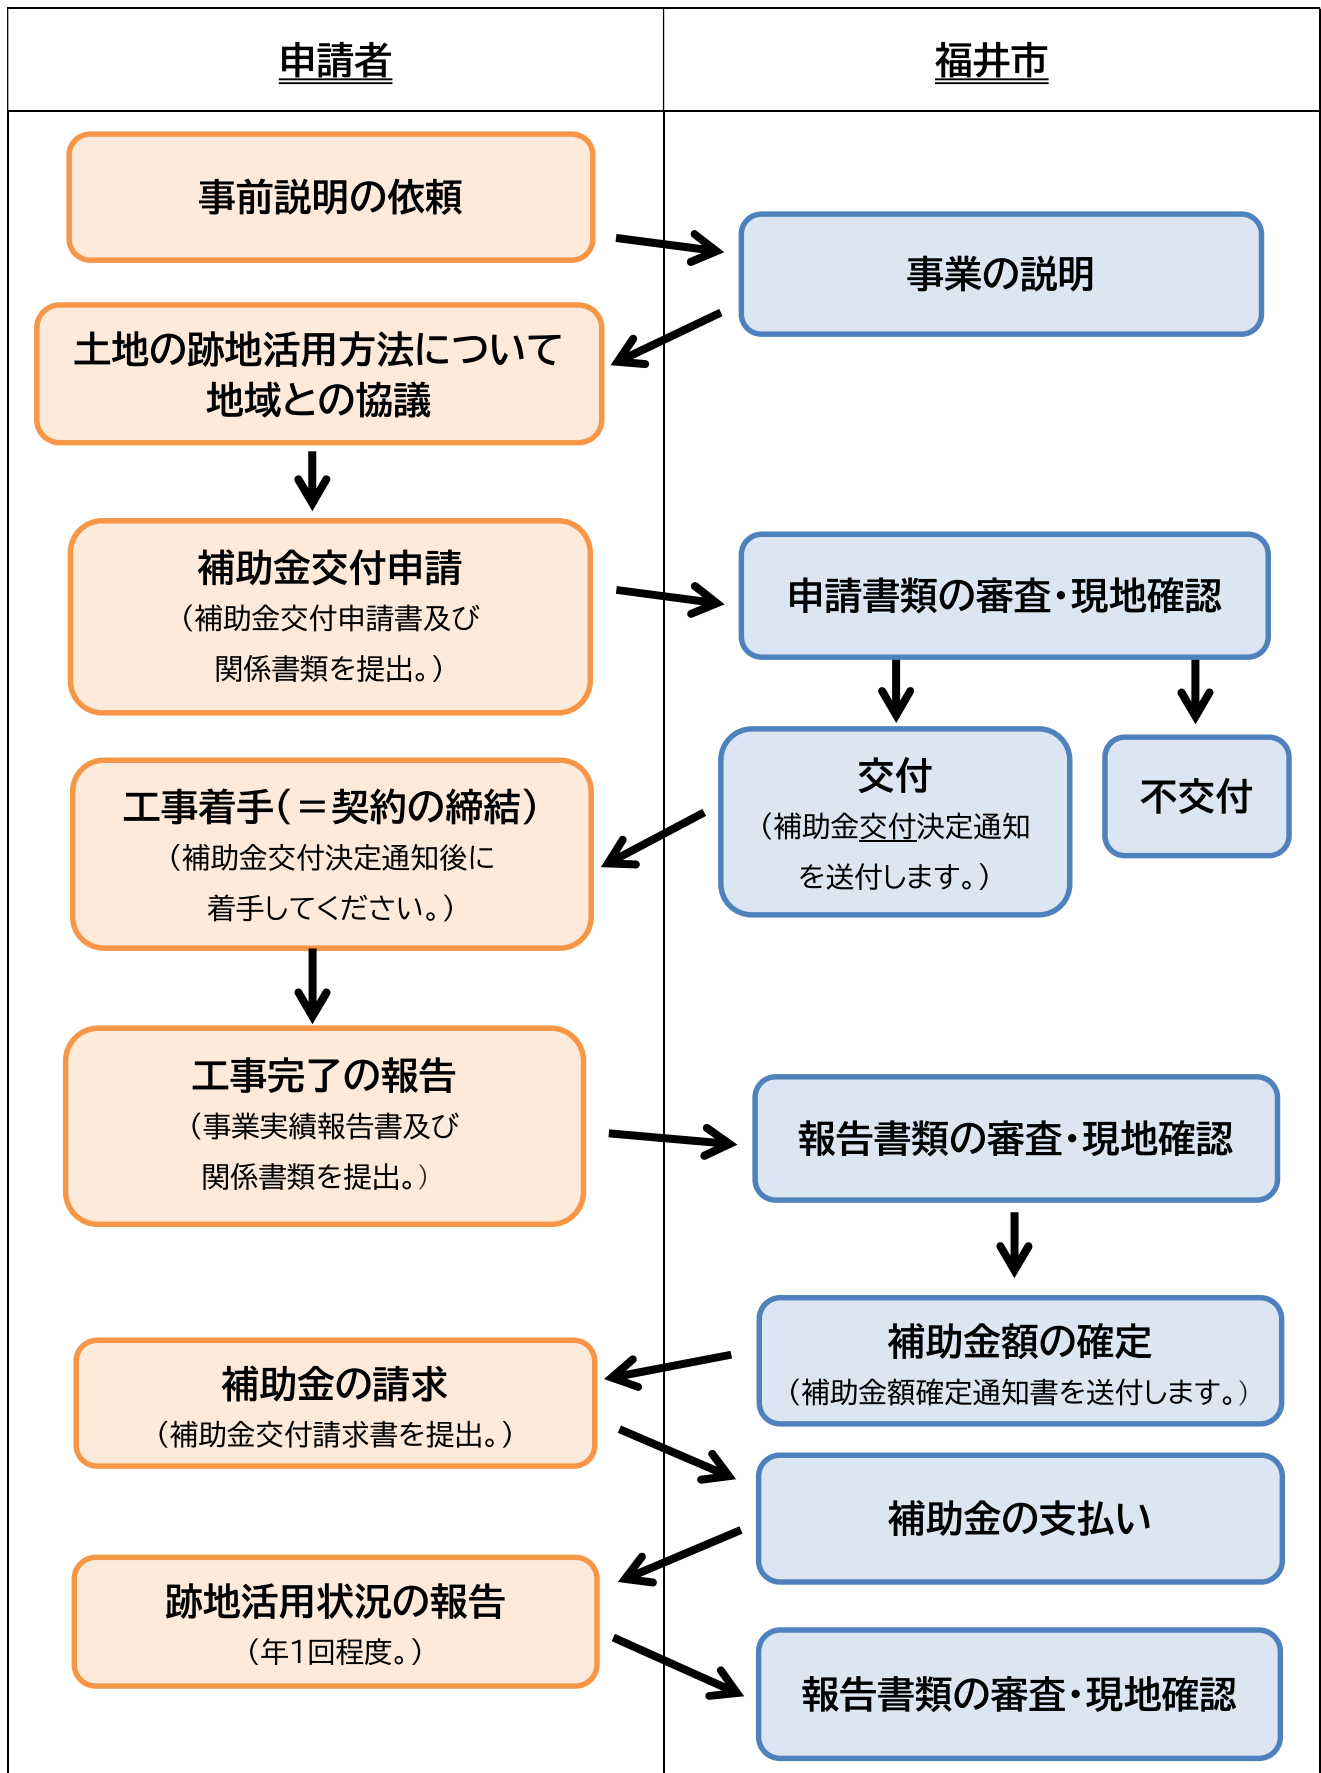 申請者
福井市
事前説明の依頼
事業の説明
土地の跡地活用方法について
地域との協議
補助金交付申請
（補助金交付申請書及び
関係書類を提出。）
申請書類の審査・現地確認
交付
（補助金交付決定通知
を送付します。）
不交付
工事着手（＝契約の締結）
（補助金交付決定通知後に
着手してください。）
工事完了の報告
（事業実績報告書及び
関係書類を提出。）
報告書類の審査・現地確認
補助金額の確定
（補助金額確定通知書を送付します。）
補助金の請求
（補助金交付請求書を提出。）
補助金の支払い
跡地活用状況の報告
（年1回程度。）
報告書類の審査・現地確認